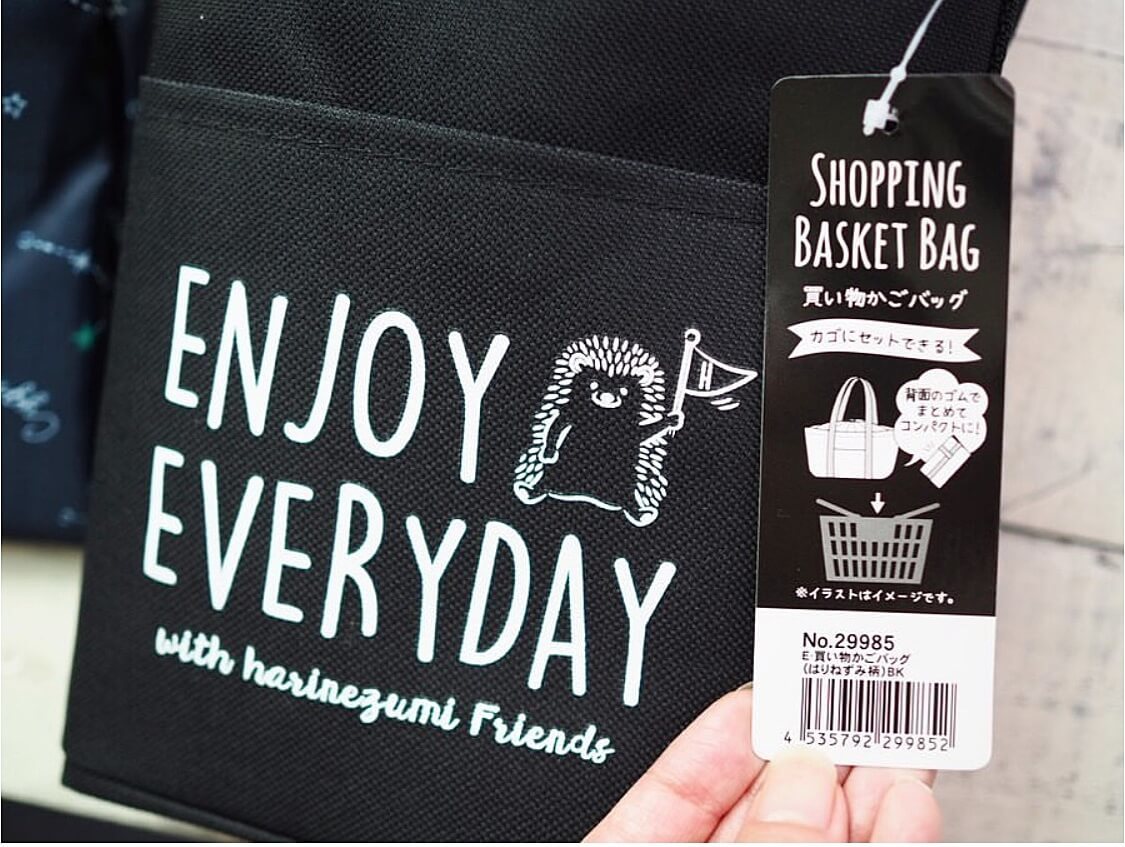 ENJOY
EVERYDAY
with harinezumi Friends
H
SHOPPING
BASKET BAG
買い物かごバッグ
カゴにセットできる!
背面のゴムで
まとめて
コンパクトに!
※イラストはイメージです。
No.29985
E 買い物かごバッグ
(はりねずみ柄)BK
4 535792 299852